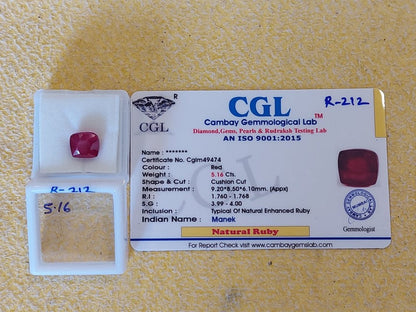 R
CGL
CGL
TM
R-212
Cambay Gemmological Lab
Diamond, Gems, Pearls & Rudraksh Testing Lab
AN ISO 9001:2015
Name : *******
Certificate No. Cglm49474
Colour : Red
Weight : 5.16 Cts.
Shape & Cut : Cushion Cut
Measurement : 9.20*8.50*6.10mm. (Appx)
R.I : 1.760 - 1.768
S.G : 3.99 - 4.00
Inclusion : Typical Of Natural Enhanced Ruby
Indian Name : Manek
Natural Ruby
For Report Check visit :- www.cambaygemslab.com
Gemmologist
R-212
5.16